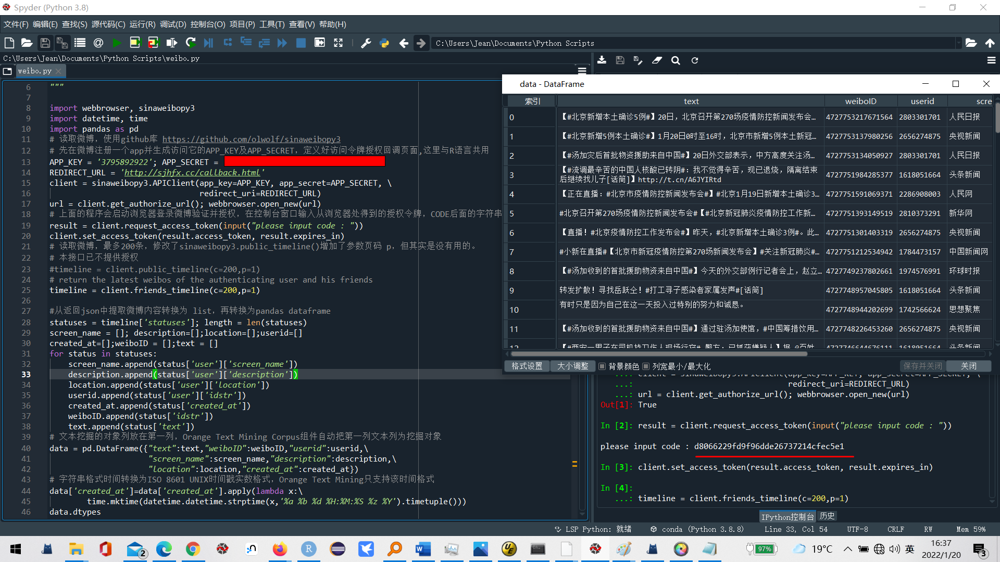 Spyder (Python 3.8)
文件(F) 编辑(E) 查找(S) 源代码(C) 运行(R) 调试(D) 控制台(O) 项目(P) 工具(T) 查看(V) 帮助(H)
C:\Users\Jean\Documents\Python Scripts
C:\Users\Jean\Documents\Python Scripts\weibo.py
weibo.py
6 """
7
8 import webbrowser, sinaweibopy3
9 import datetime, time
10 import pandas as pd
11 # 读取微博，使用github库 https://github.com/olwolf/sinaweibopy3
12 # 先在微博注册一个app并生成访问它的APP_KEY及APP_SECRET，定义好访问令牌授权回调页面,这里与R语言共用
13 APP_KEY = '3795892922'; APP_SECRET =
14 REDIRECT_URL = 'http://sjhfx.cc/callback.html'
15 client = sinaweibopy3.APIClient(app_key=APP_KEY, app_secret=APP_SECRET, \
16 redirect_uri=REDIRECT_URL)
17 url = client.get_authorize_url(); webbrowser.open_new(url)
18 # 上面的程序会启动浏览器登录微博验证并授权，在控制台窗口输入从浏览器处得到的授权令牌，CODE后面的字符串
19 result = client.request_access_token(input("please input code : "))
20 client.set_access_token(result.access_token, result.expires_in)
21 # 读取微博，最多200条，修改了sinaweibopy3.public_timeline()增加了参数页码 p，但其实是没有用的。
22 # 本接口已不提供授权
23 #timeline = client.public_timeline(c=200,p=1)
24 # return the latest weibos of the authenticating user and his friends
25 timeline = client.friends_timeline(c=200,p=1)
26
27 #从返回json中提取微博内容转换为 list，再转换为pandas dataframe
28 statuses = timeline['statuses']; length = len(statuses)
29 screen_name = []; description=[];location=[];userid=[]
30 created_at=[];weiboID = [];text = []
31 for status in statuses:
32 screen_name.append(status['user']['screen_name'])
33 description.append(status['user']['description'])
34 location.append(status['user']['location'])
35 userid.append(status['user']['idstr'])
36 created_at.append(status['created_at'])
37 weiboID.append(status['idstr'])
38 text.append(status['text'])
39 # 文本挖掘的对象列放在第一列，Orange Text Mining Corpus组件自动把第一列文本列为挖掘对象
40 data = pd.DataFrame({"text":text,"weiboID":weiboID,"userid":userid,\
41 "screen_name":screen_name,"description":description,\
42 "location":location,"created_at":created_at})
43 # 字符串格式时间转换为ISO 8601 UNIX时间戳实数格式，Orange Text Mining只支持该时间格式
44 data['created_at']=data['created_at'].apply(lambda x:\
45 time.mktime(datetime.datetime.strptime(x,'%a %b %d %H:%M:%S %z %Y').timetuple()))
46 data.dtypes
data - DataFrame
索引 text weiboID userid scre
0 【#北京新增本土确诊5例#】20日，北京召开第270场疫情防控新闻发布会... 4727753217671564 2803301701 人民日报
1 【#北京新增5例本土确诊#】1月20日0时至16时，北京市新增5例本土新冠... 4727753137980256 2656274875 央视新闻
2 【#汤加灾后首批物资援助来自中国#】20日外交部表示，中方高度关注汤... 4727753134050927 2803301701 人民日报
3 【#流调最辛苦的中国人核酸已转阴#：我不觉得辛苦，现已退烧，隔离结束
后继续找儿子[话筒]】http://t.cn/A6JYIRtd 4727751984285377 1618051664 头条新闻
4 【正在直播：#北京市疫情防控新闻发布会#】#北京1月19日新增本土确诊3... 4727751591069371 2286908003 人民网
5 #北京召开第270场疫情防控新闻发布会#【#北京新冠肺炎疫情防控工作新... 4727751393149519 2810373291 新华网
6 【直播！#北京疫情防控工作发布会#】昨天，#北京新增本土确诊3例#。此... 4727751301403319 2656274875 央视新闻
7 #小新在直播#【北京市新冠疫情防控第270场新闻发布会】#关注新冠肺炎#... 4727751212534942 1784473157 中国新闻网
8 【#汤加收到的首批援助物资来自中国#】今天的外交部例行记者会上，赵立... 4727749237802661 1974576991 环球时报
9 转发扩散！寻找岳跃仝！#打工寻子感染者家属发声#[话筒] 4727748957045805 1618051664 头条新闻
10 有时只是因为自己在这一天投入过特别的努力和诚恳。 4727748944202699 1742566624 思想聚焦
11 【#汤加收到的首批援助物资来自中国#】通过驻汤加使馆，#中国筹措饮用... 4727748226453260 2656274875 央视新闻
格式设置 大小调整 背景颜色 列宽最小/最大化 保存并关闭 关闭
...: client = sinaweibopy3.APIClient(app_key=APP_KEY, app_secret=APP_SECRET, \
...: redirect_uri=REDIRECT_URL)
...: url = client.get_authorize_url(); webbrowser.open_new(url)
Out[1]: True
In [2]: result = client.request_access_token(input("please input code : "))
please input code : d8066229fd9f96dde26737214cfec5e1
In [3]: client.set_access_token(result.access_token, result.expires_in)
In [4]:
...: timeline = client.friends_timeline(c=200,p=1)
IPython控制台 历史
LSP Python: 就绪 conda (Python 3.8.8) Line 33, Col 54 UTF-8 CRLF RW Mem 59%
2 97% 19°C 英 16:37
2022/1/20 3